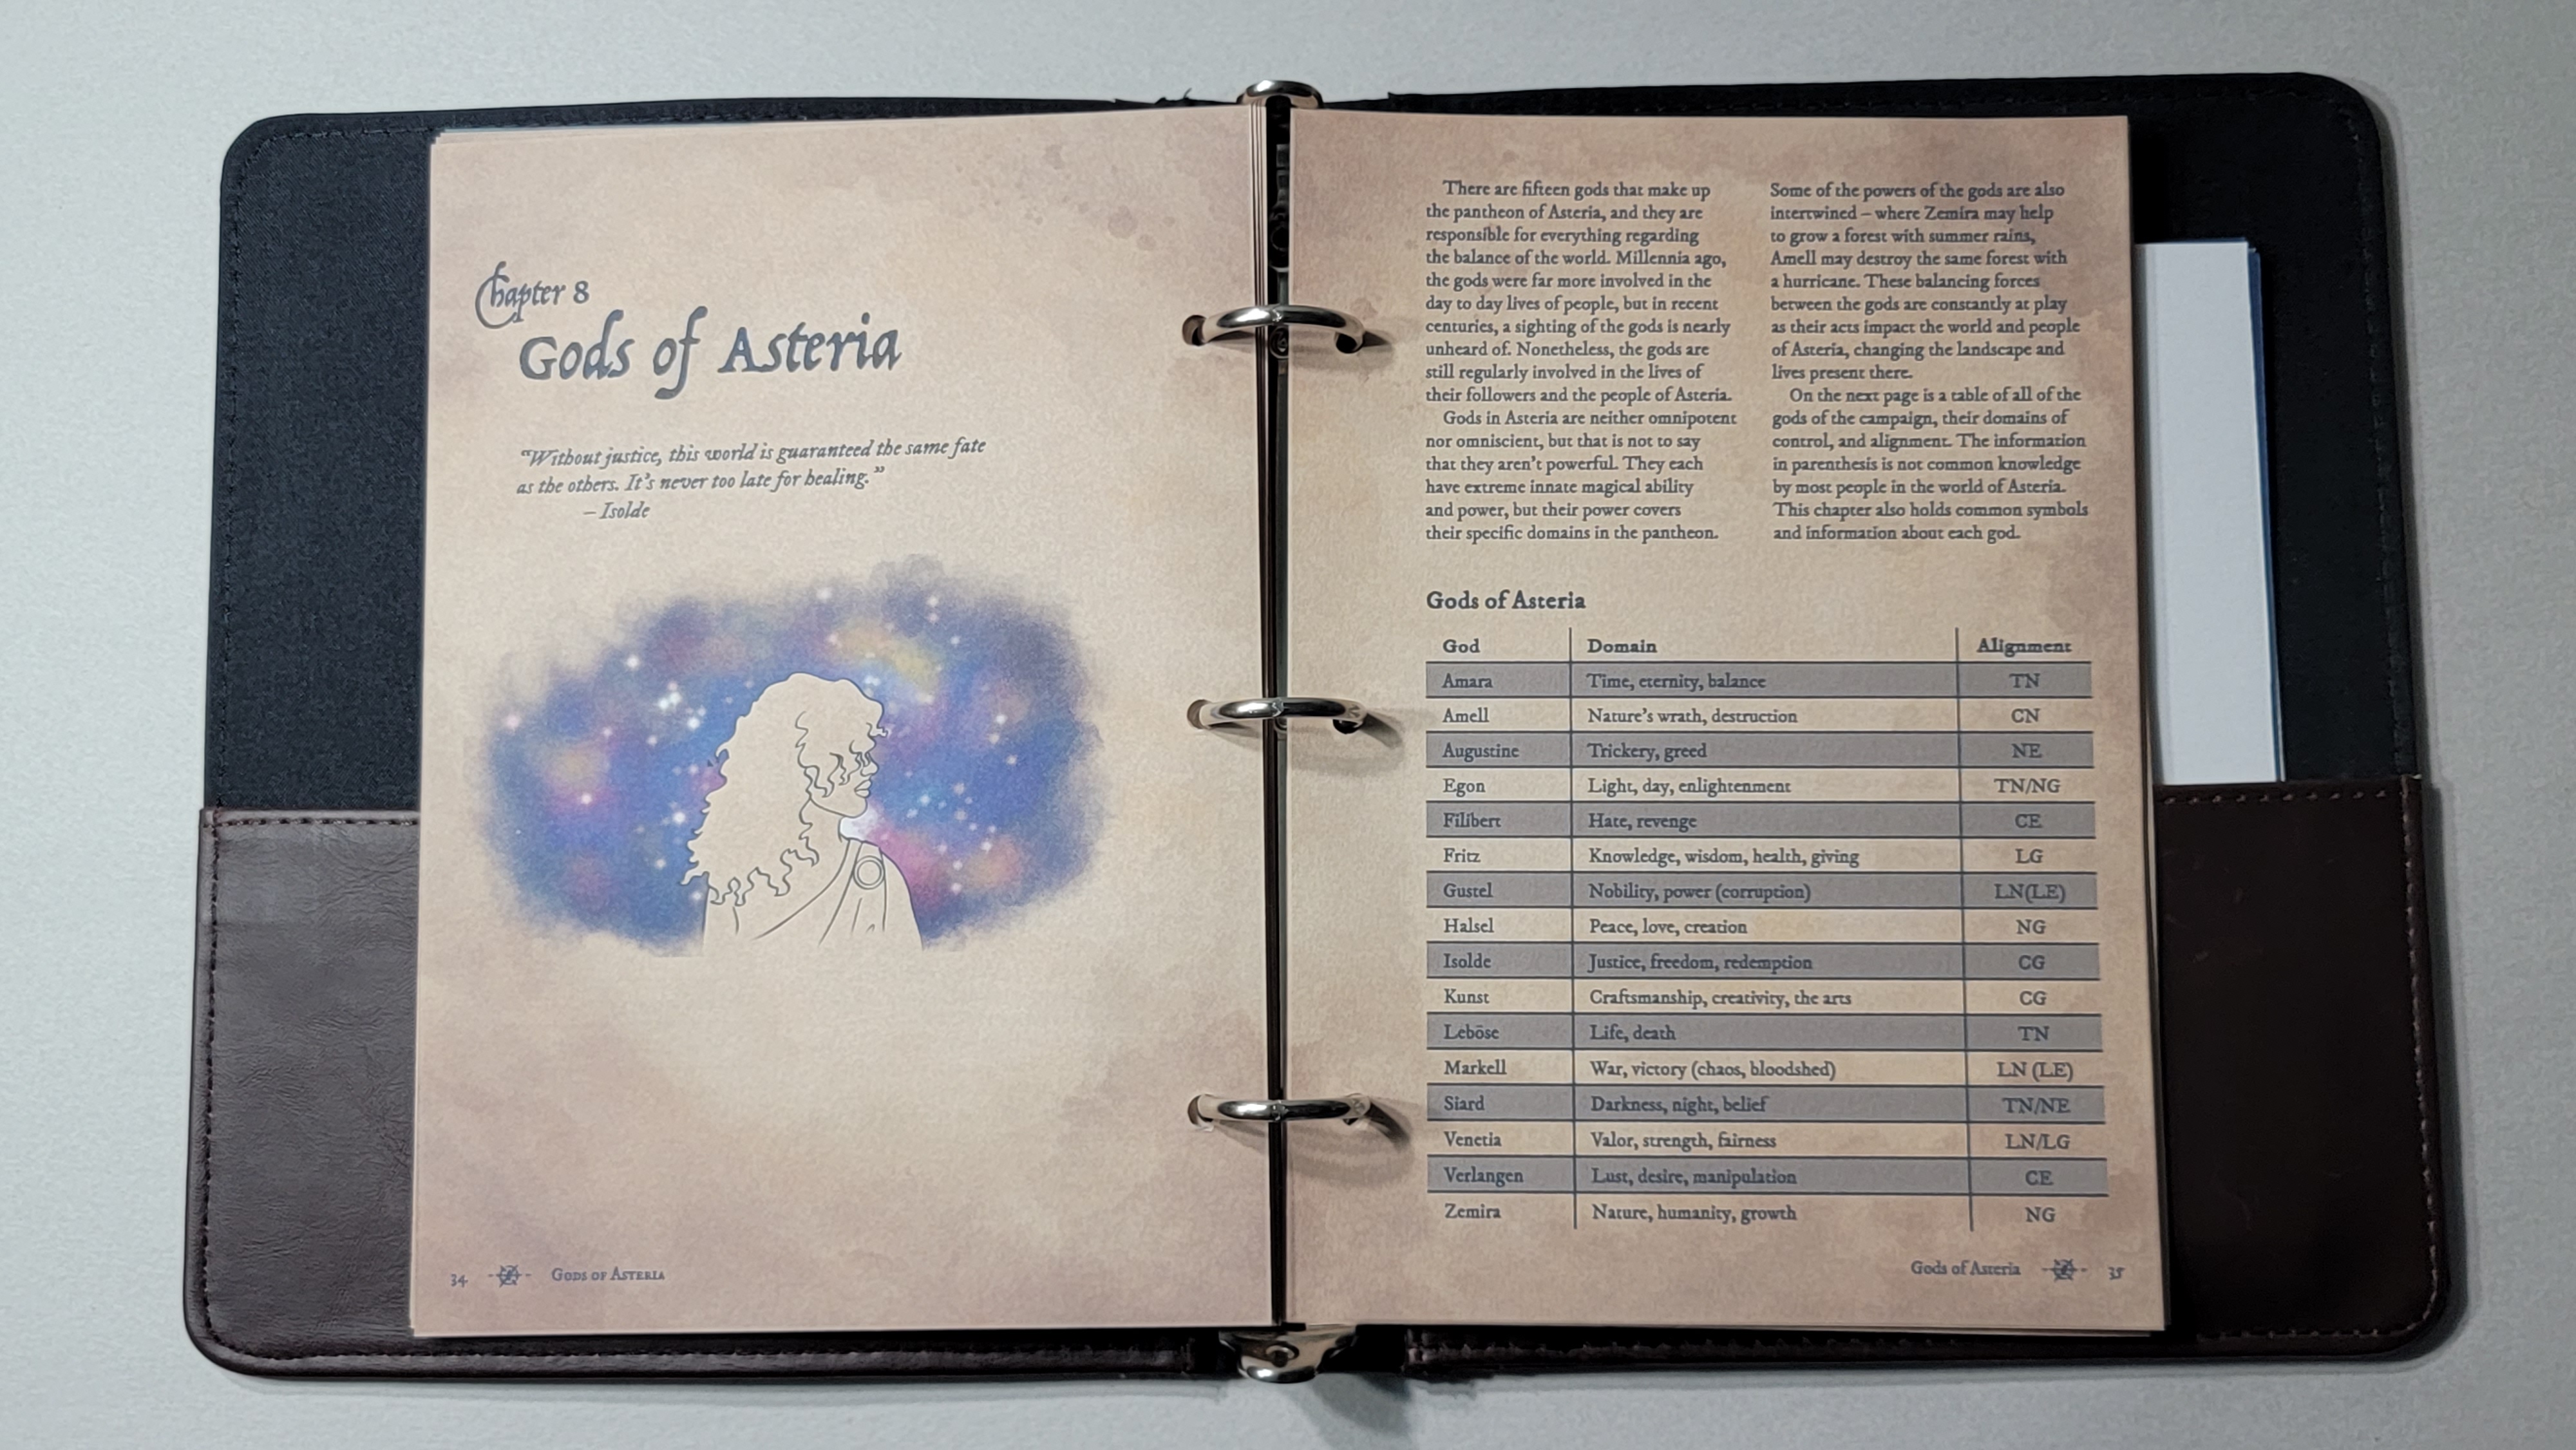 Chapter 8
Gods of Asteria
"Without justice, this world is guaranteed the same fate
as the others. It's never too late for healing."
– Isolde
34 Gods of Asteria
There are fifteen gods that make up
the pantheon of Asteria, and they are
responsible for everything regarding
the balance of the world. Millennia ago,
the gods were far more involved in the
day to day lives of people, but in recent
centuries, a sighting of the gods is nearly
unheard of. Nonetheless, the gods are
still regularly involved in the lives of
their followers and the people of Asteria.
Gods in Asteria are neither omnipotent
nor omniscient, but that is not to say
that they aren't powerful. They each
have extreme innate magical ability
and power, but their power covers
their specific domains in the pantheon.
Some of the powers of the gods are also
intertwined – where Zemira may help
to grow a forest with summer rains,
Amell may destroy the same forest with
a hurricane. These balancing forces
between the gods are constantly at play
as their acts impact the world and people
of Asteria, changing the landscape and
lives present there.
On the next page is a table of all of the
gods of the campaign, their domains of
control, and alignment. The information
in parenthesis is not common knowledge
by most people in the world of Asteria.
This chapter also holds common symbols
and information about each god.
Gods of Asteria
God Domain Alignment
Amara Time, eternity, balance TN
Amell Nature's wrath, destruction CN
Augustine Trickery, greed NE
Egon Light, day, enlightenment TN/NG
Filibert Hate, revenge CE
Fritz Knowledge, wisdom, health, giving LG
Gustel Nobility, power (corruption) LN(LE)
Halsel Peace, love, creation NG
Isolde Justice, freedom, redemption CG
Kunst Craftsmanship, creativity, the arts CG
Leböse Life, death TN
Markell War, victory (chaos, bloodshed) LN (LE)
Siard Darkness, night, belief TN/NE
Venetia Valor, strength, fairness LN/LG
Verlangen Lust, desire, manipulation CE
Zemira Nature, humanity, growth NG
Gods of Asteria 35